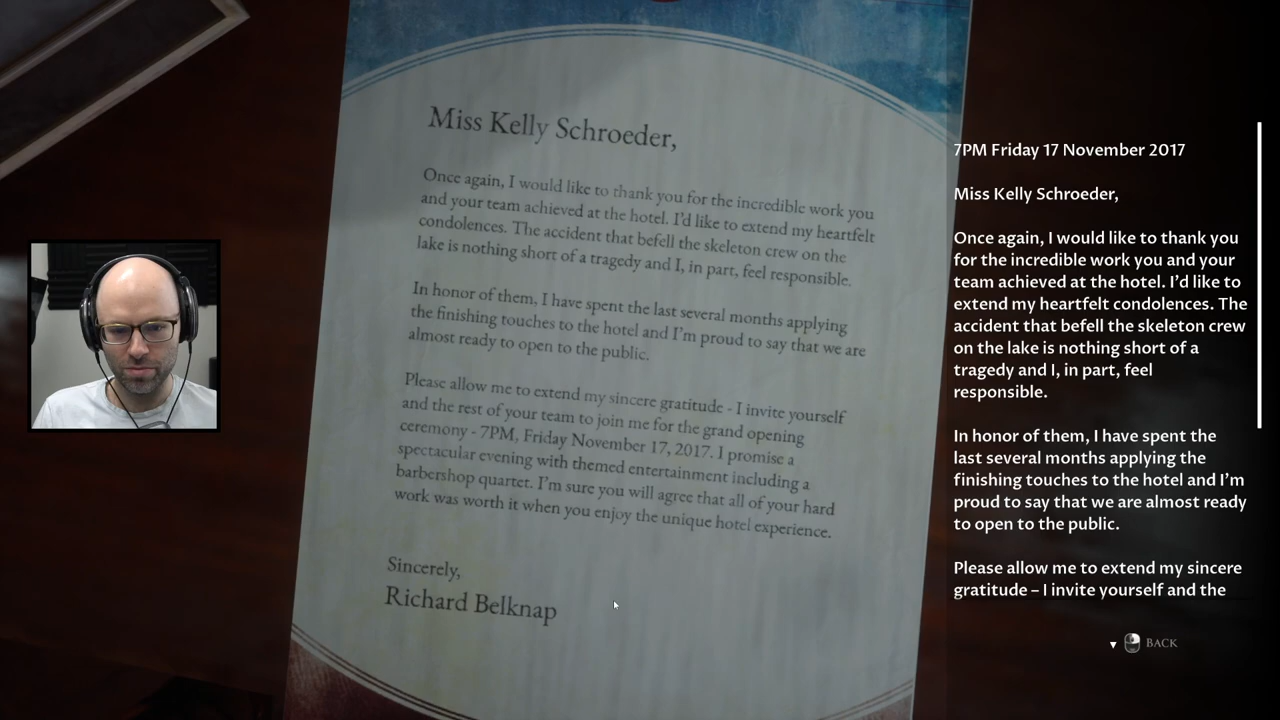 Miss Kelly Schroeder,
Once again, I would like to thank you for the incredible work you
and your team achieved at the hotel. I'd like to extend my heartfelt
condolences. The accident that befell the skeleton crew on the
lake is nothing short of a tragedy and I, in part, feel responsible.
In honor of them, I have spent the last several months applying
the finishing touches to the hotel and I'm proud to say that we are
almost ready to open to the public.
Please allow me to extend my sincere gratitude - I invite yourself
and the rest of your team to join me for the grand opening
ceremony - 7PM, Friday November 17, 2017. I promise a
spectacular evening with themed entertainment including a
barbershop quartet. I'm sure you will agree that all of your hard
work was worth it when you enjoy the unique hotel experience.
Sincerely,
Richard Belknap
7PM Friday 17 November 2017
Miss Kelly Schroeder,
Once again, I would like to thank you
for the incredible work you and your
team achieved at the hotel. I'd like to
extend my heartfelt condolences. The
accident that befell the skeleton crew
on the lake is nothing short of a
tragedy and I, in part, feel
responsible.
In honor of them, I have spent the
last several months applying the
finishing touches to the hotel and I'm
proud to say that we are almost ready
to open to the public.
Please allow me to extend my sincere
gratitude – I invite yourself and the
BACK